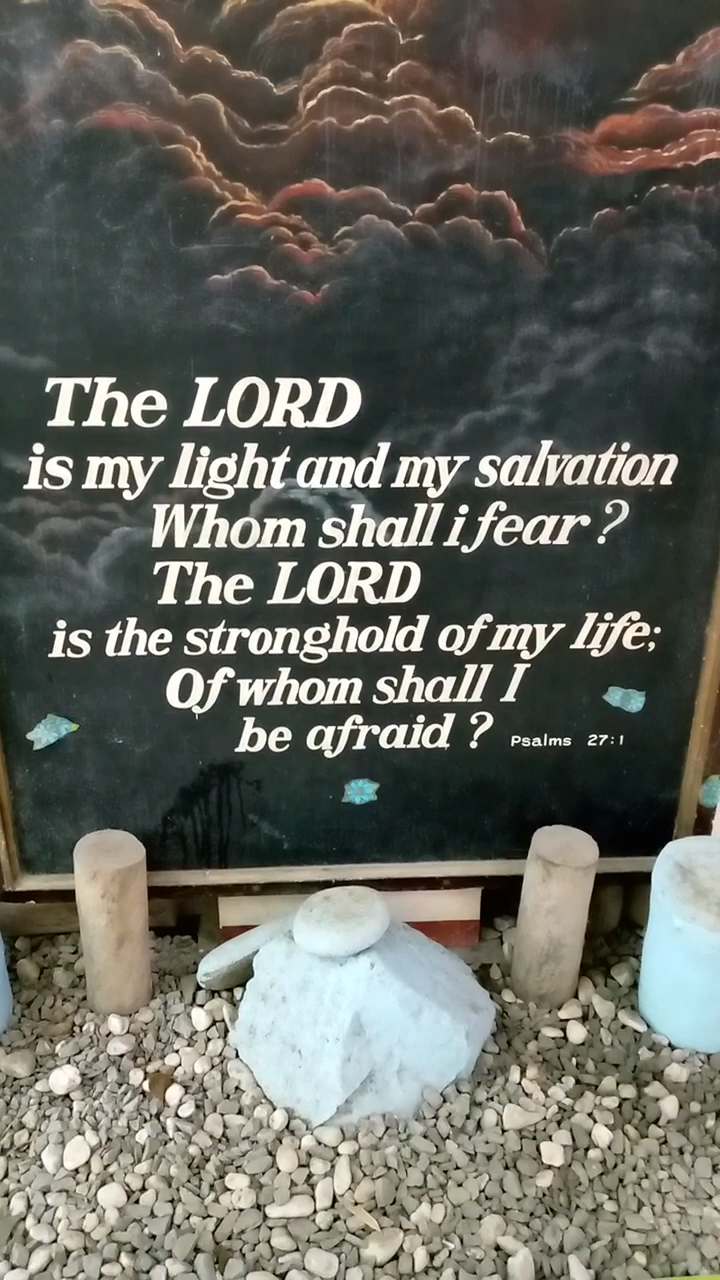 The LORD
is my light and my salvation
Whom shall i fear ?
The LORD
is the stronghold of my life;
Of whom shall I
be afraid ? Psalms 27:1